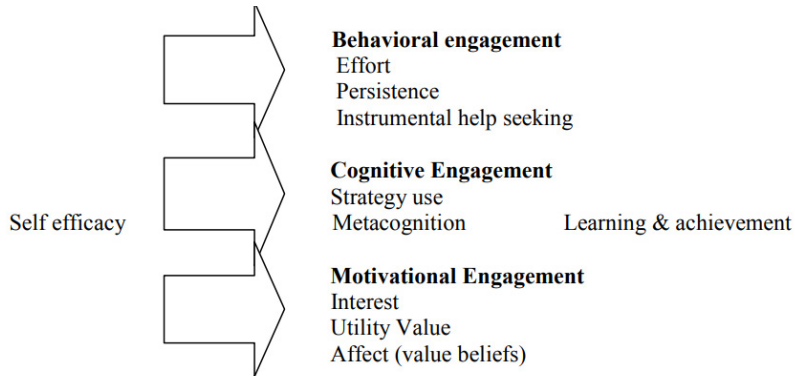 Behavioral engagement
Effort
Persistence
Instrumental help seeking
Cognitive Engagement
Strategy use
Self efficacy
Metacognition
Learning & achievement
Motivational Engagement
Interest
Utility Value
Affect (value beliefs)